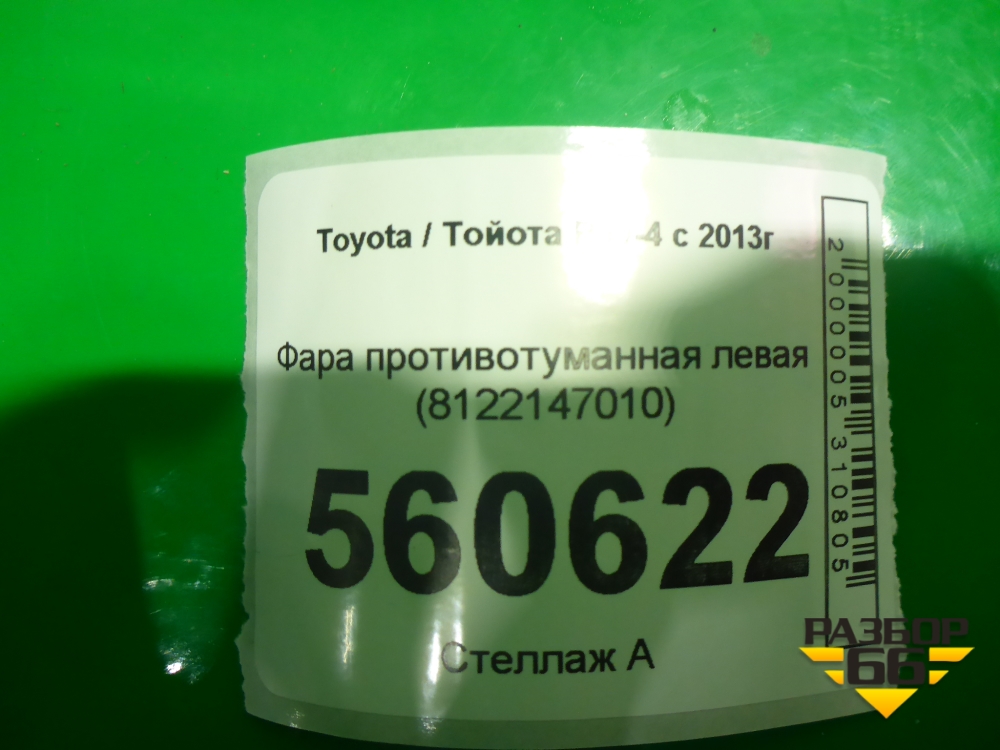 Toyota / Тойота 4 с 2013г
Фара противотуманная левая
(8122147010)
560622
Стеллаж А
2000005310805
РАЗБОР
66